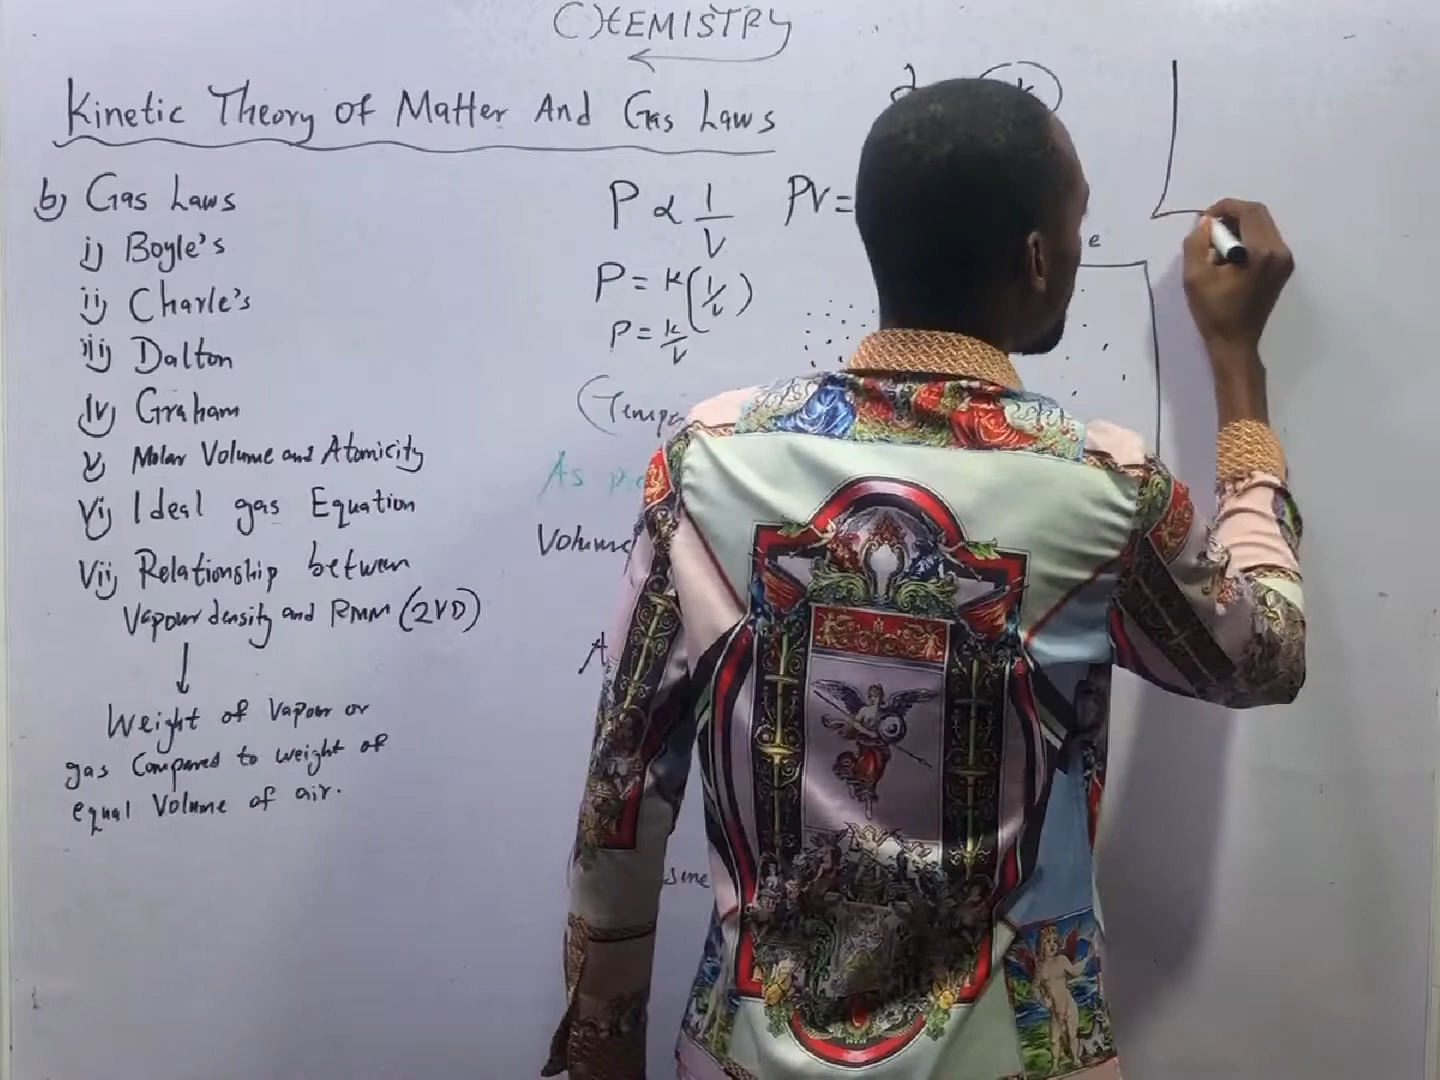 CHEMISTRY
Kinetic Theory Of Matter And Gas Laws
b) Gas Laws
i) Boyle's
ii) Charle's
iii) Dalton
iv) Graham
v) Molar Volume and Atomicity
vi) Ideal gas Equation
vii) Relationship between
Vapour density and RMM (2VD)
↓
Weight of Vapour or
gas Compared to weight of
equal Volume of air.
P ∝ 1/V
PV=
P = k(1/V)
P = k/V
As
Volume